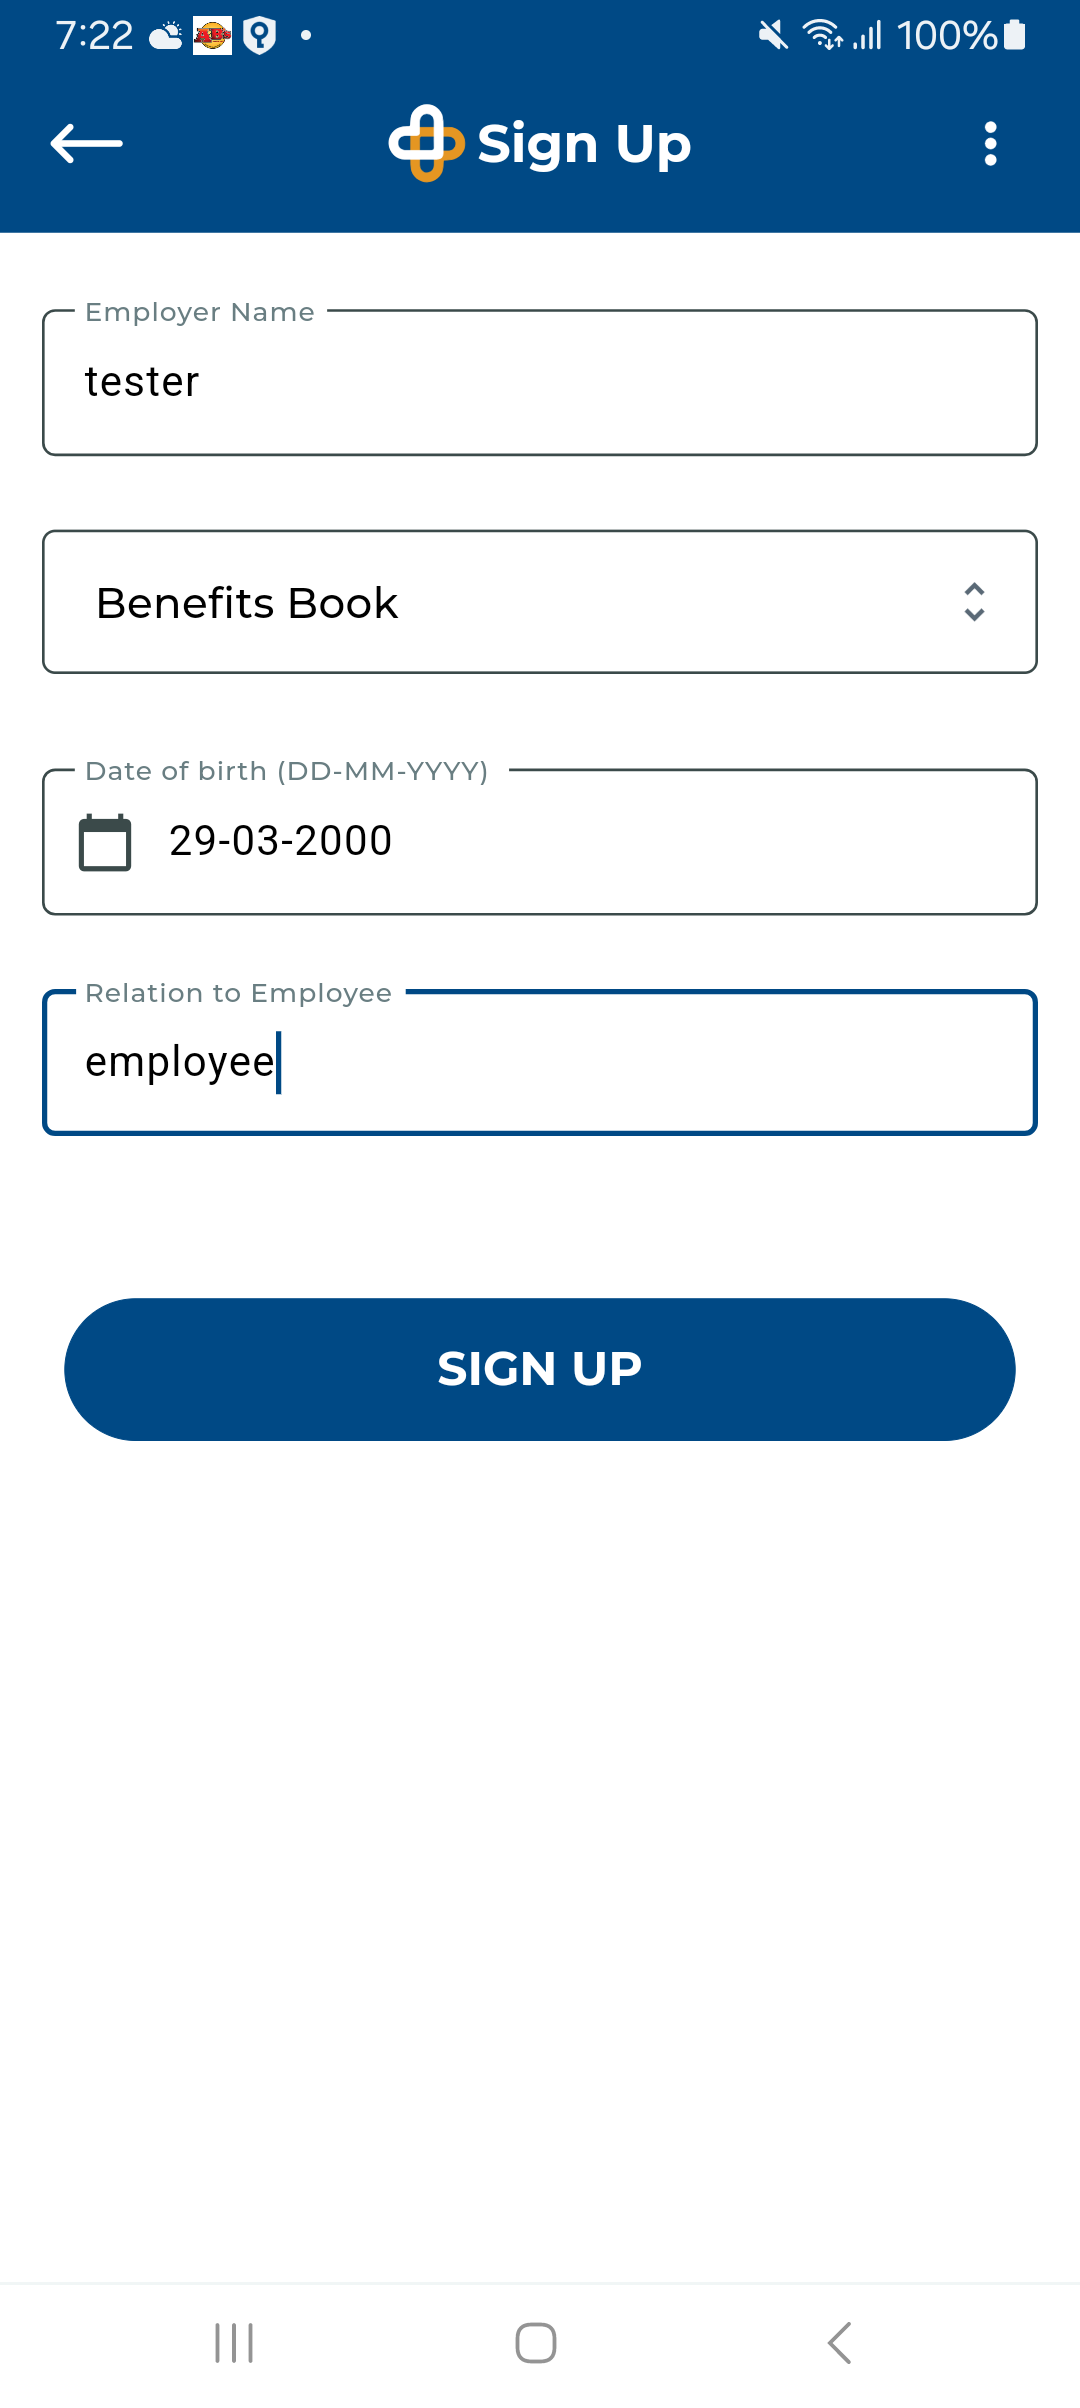 7:22 100%
Sign Up
Employer Name
tester
Benefits Book
Date of birth (DD-MM-YYYY)
29-03-2000
Relation to Employee
employee
SIGN UP